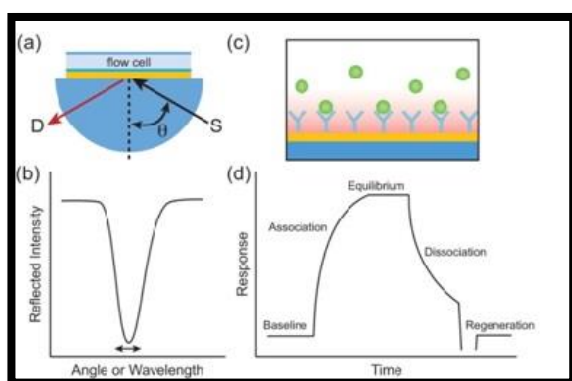 (a)
flow cell
D
θ
S
(b)
Reflected Intensity
Angle or Wavelength
(c)
(d)
Equilibrium
Association
Dissociation
Response
Baseline
Regeneration
Time